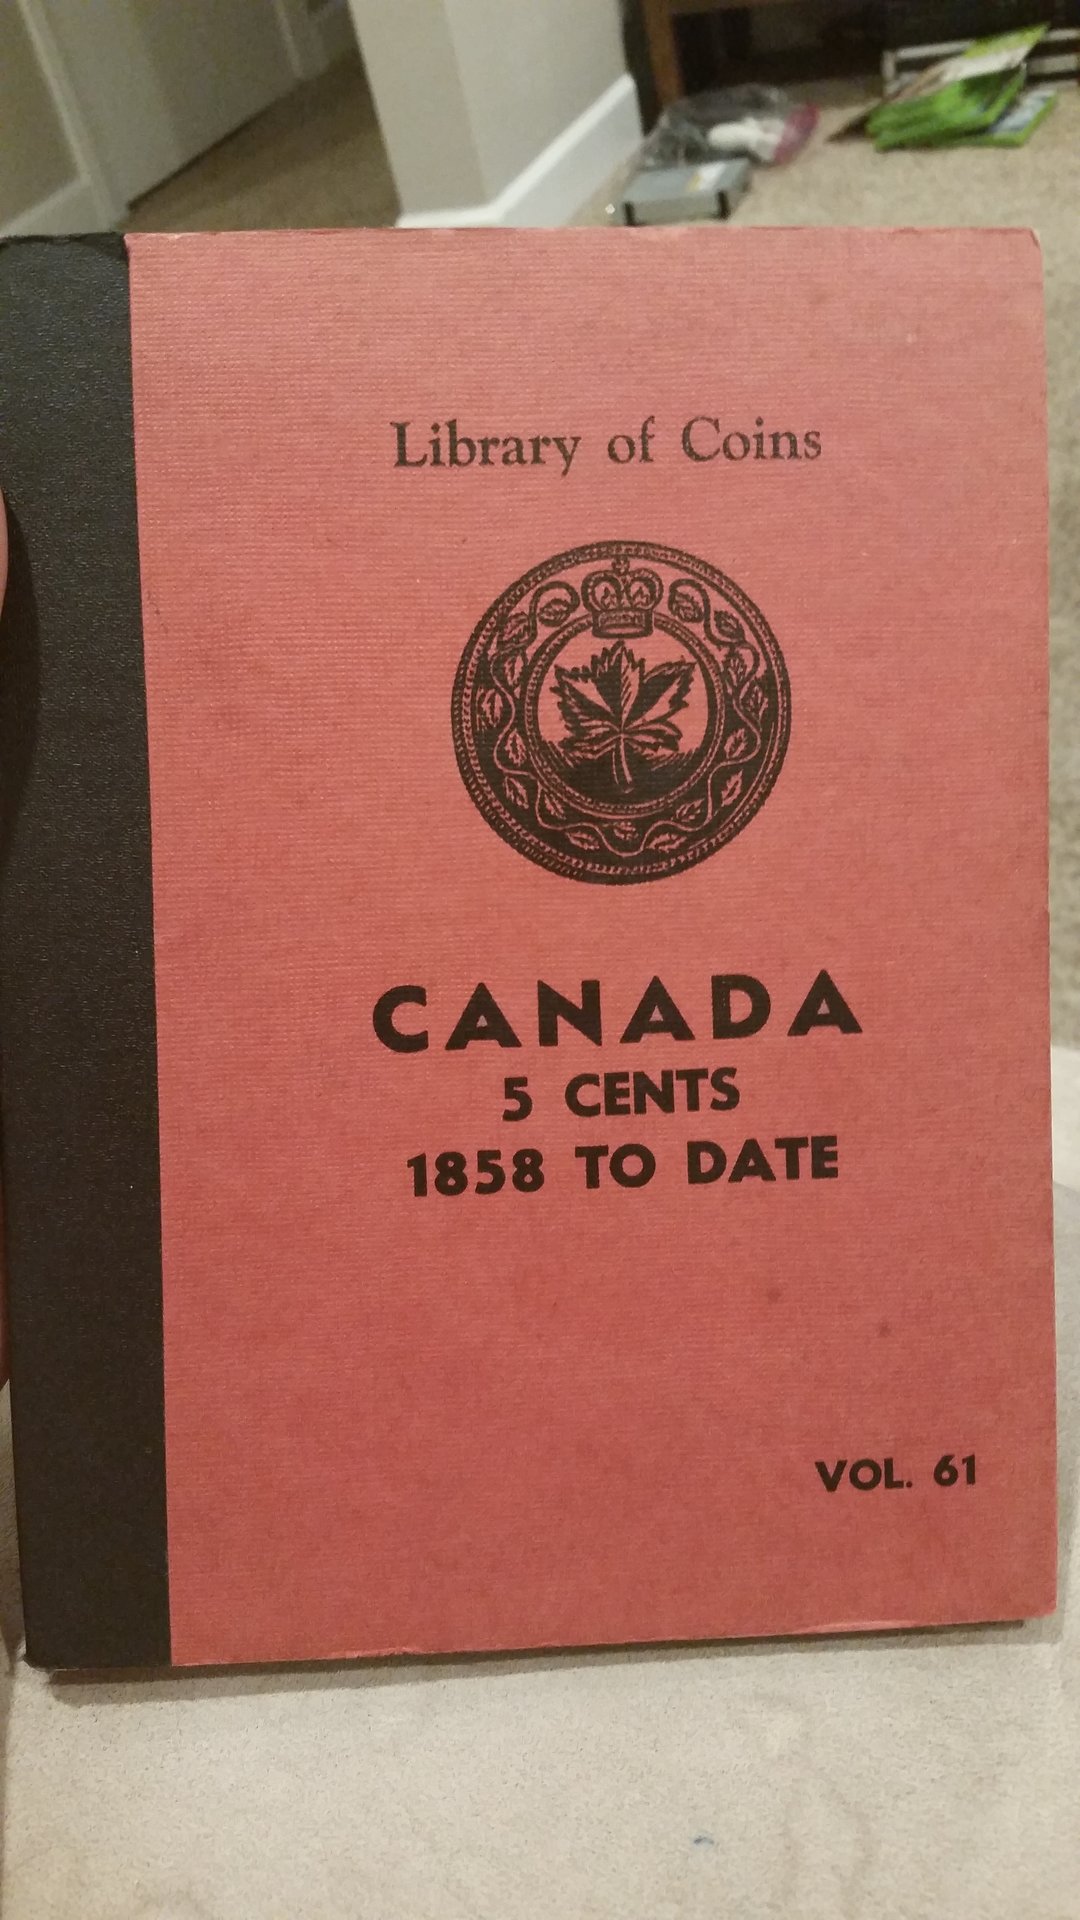 Library of Coins
CANADA
5 CENTS
1858 TO DATE
VOL. 61